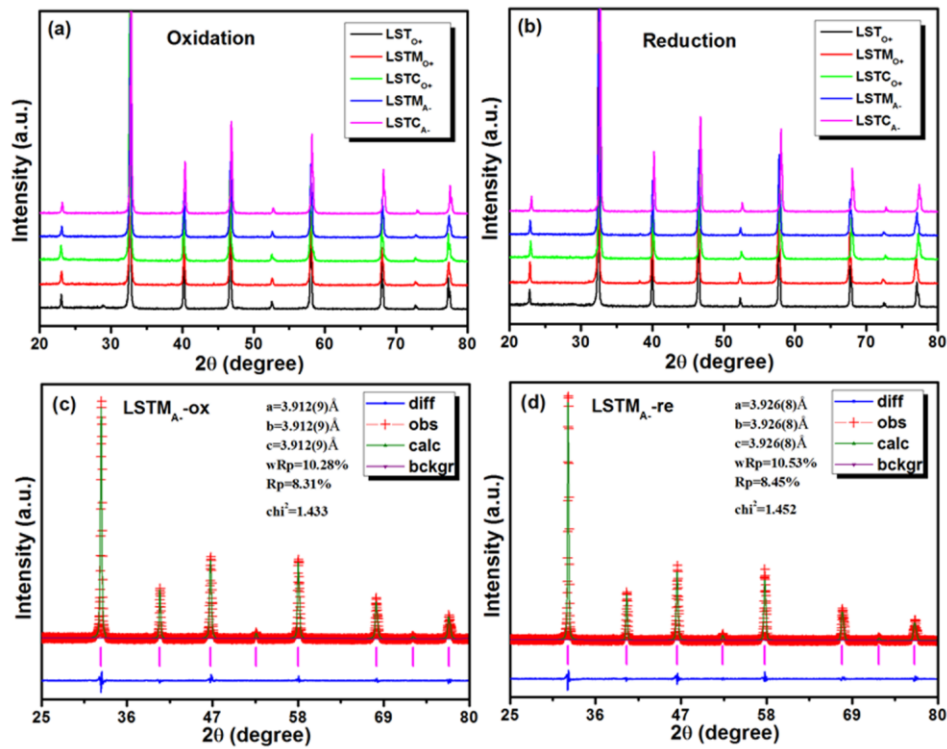 (a)
Oxidation
LST_O+
LSTM_O+
LSTC_O+
LSTM_A-
LSTC_A-
Intensity (a.u.)
20 30 40 50 60 70 80
2θ (degree)
(b)
Reduction
LST_O+
LSTM_O+
LSTC_O+
LSTM_A-
LSTC_A-
Intensity (a.u.)
20 30 40 50 60 70 80
2θ (degree)
(c)
LSTM_A--ox
a=3.912(9)Å
b=3.912(9)Å
c=3.912(9)Å
wRp=10.28%
Rp=8.31%
chi²=1.433
diff
obs
calc
bckgr
Intensity (a.u.)
25 36 47 58 69 80
2θ (degree)
(d)
LSTM_A--re
a=3.926(8)Å
b=3.926(8)Å
c=3.926(8)Å
wRp=10.53%
Rp=8.45%
chi²=1.452
diff
obs
calc
bckgr
Intensity (a.u.)
25 36 47 58 69 80
2θ (degree)